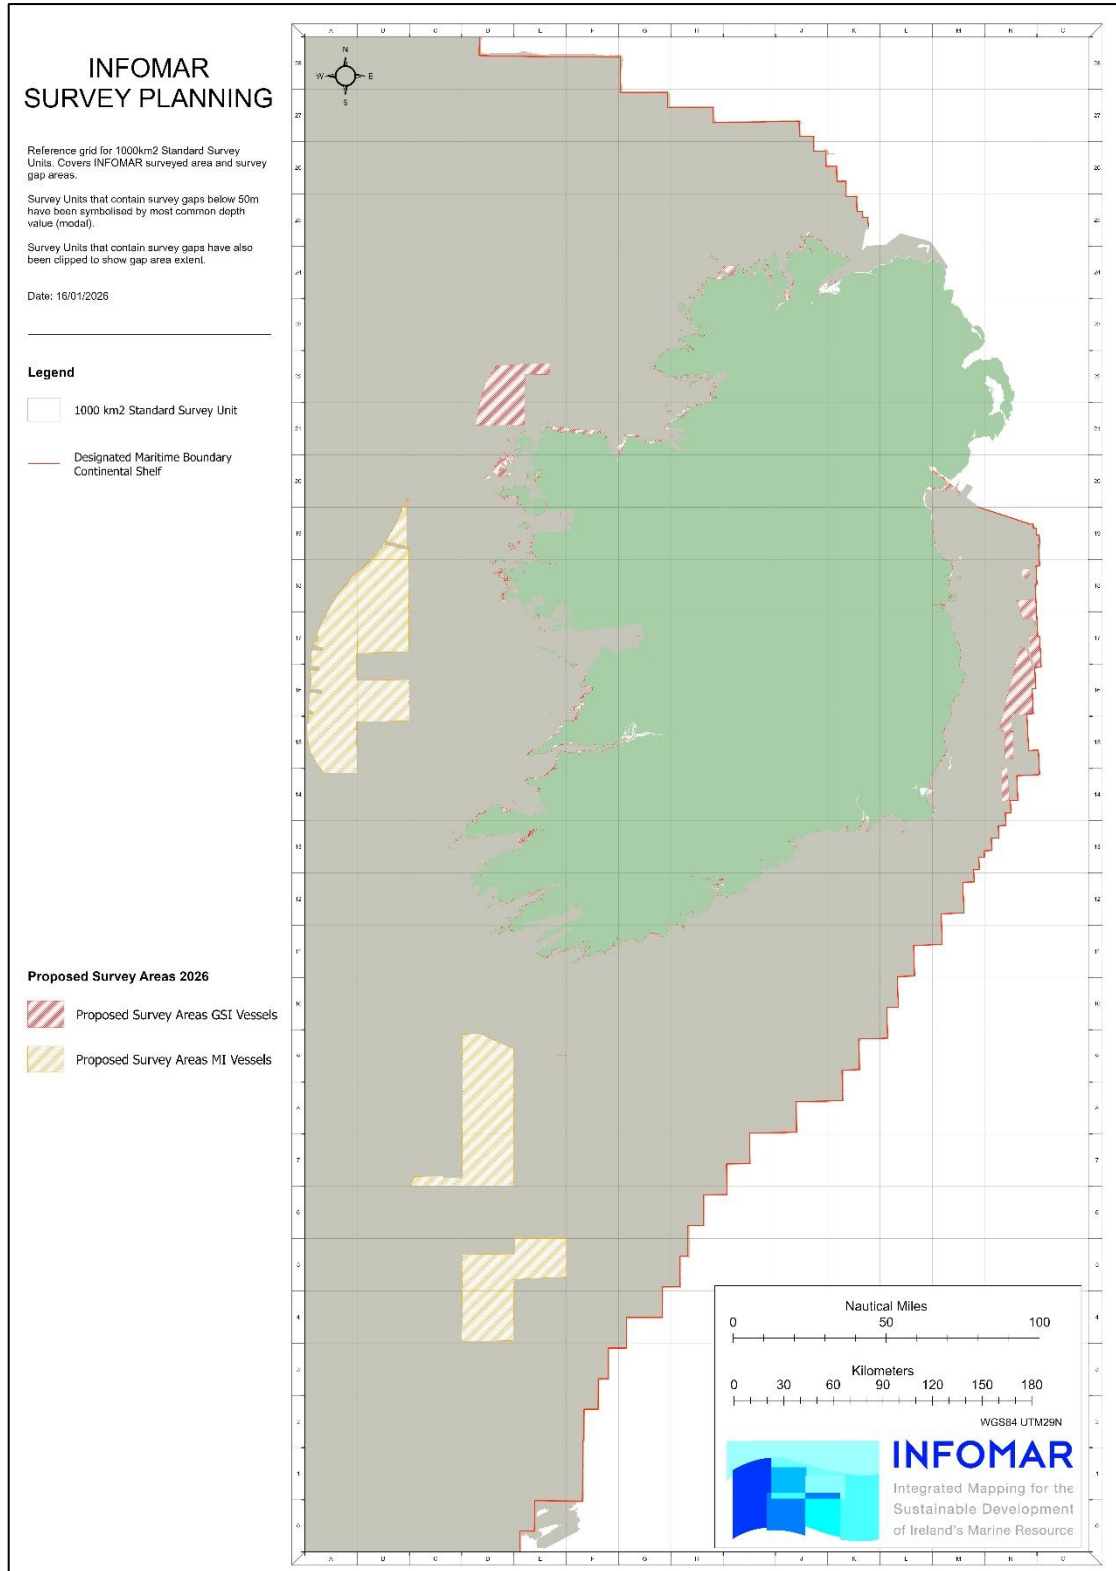 INFOMAR
SURVEY PLANNING
Reference grid for 1000km2 Standard Survey
Units. Covers INFOMAR surveyed area and survey
gap areas.
Survey Units that contain survey gaps below 50m
have been symbolised by most common depth
value (modal).
Survey Units that contain survey gaps have also
been clipped to show gap area extent.
Date: 16/01/2026
Legend
1000 km2 Standard Survey Unit
Designated Maritime Boundary
Continental Shelf
Proposed Survey Areas 2026
Proposed Survey Areas GSI Vessels
Proposed Survey Areas MI Vessels
N
W E
S
Nautical Miles
0 50 100
Kilometers
0 30 60 90 120 150 180
WGS84 UTM29N
INFOMAR
Integrated Mapping for the
Sustainable Development
of Ireland's Marine Resource